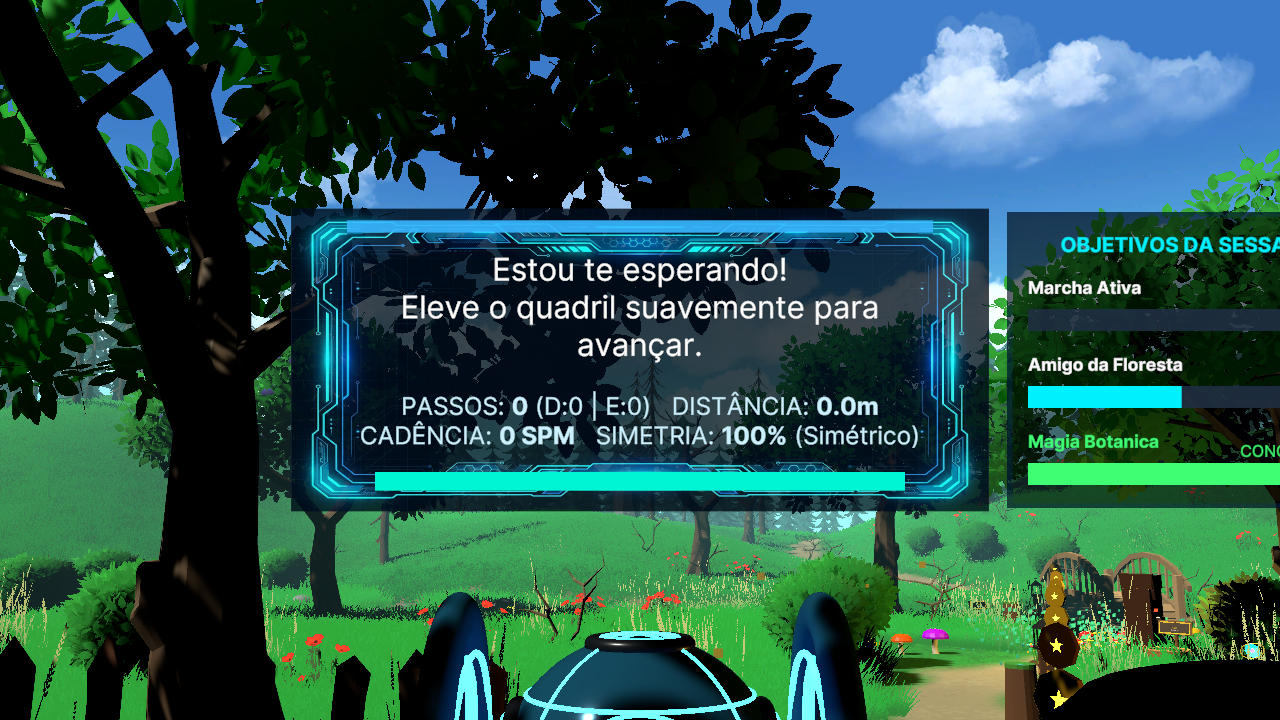 Estou te esperando!
Eleve o quadril suavemente para
avançar.
PASSOS: 0 (D:0 | E:0) DISTÂNCIA: 0.0m
CADÊNCIA: 0 SPM SIMETRIA: 100% (Simétrico)
OBJETIVOS DA SESSA
Marcha Ativa
Amigo da Floresta
Magia Botanica